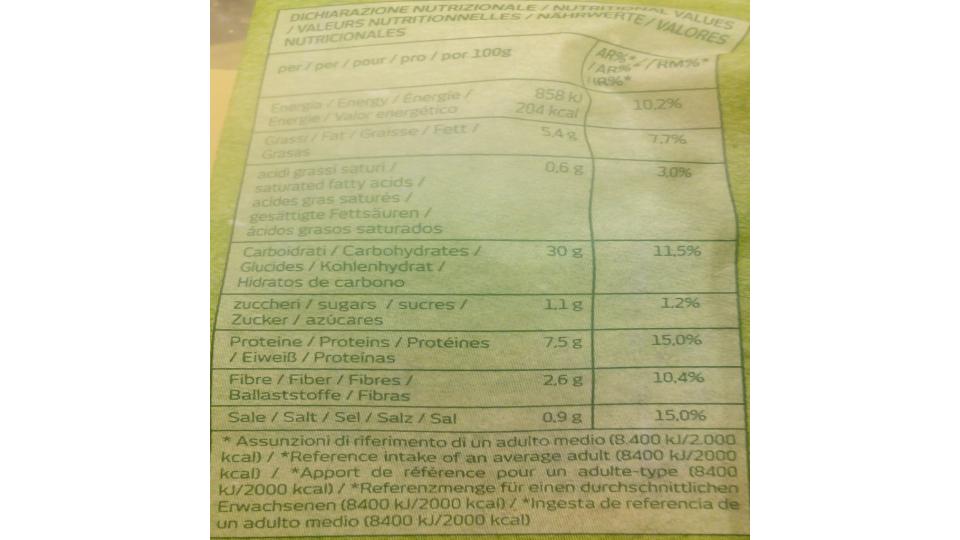 DICHIARAZIONE NUTRIZIONALE / NUTRITIONAL VALUES
/ VALEURS NUTRITIONNELLES / NÄHRWERTE / VALORES
NUTRICIONALES
per / per / pour / pro / por 100g
AR%*
/ AR%* / RM%*
/IR%*
Energia / Energy / Énergie / 858 kJ 10,2%
Energie / Valor energético 204 kcal
Grassi / Fat / Graisse / Fett / 5,4 g 7,7%
Grasas
acidi grassi saturi / 0,6 g 3,0%
saturated fatty acids /
acides gras saturés /
gesättigte Fettsäuren /
ácidos grasos saturados
Carboidrati / Carbohydrates / 30 g 11,5%
Glucides / Kohlenhydrat /
Hidratos de carbono
zuccheri / sugars / sucres / 1,1 g 1,2%
Zucker / azúcares
Proteine / Proteins / Protéines 7,5 g 15,0%
/ Eiweiß / Proteínas
Fibre / Fiber / Fibres / 2,6 g 10,4%
Ballaststoffe / Fibras
Sale / Salt / Sel / Salz / Sal 0,9 g 15,0%
* Assunzioni di riferimento di un adulto medio (8.400 kJ/2.000
kcal) / *Reference intake of an average adult (8400 kJ/2000
kcal) / *Apport de référence pour un adulte-type (8400
kJ/2000 kcal) / *Referenzmenge für einen durchschnittlichen
Erwachsenen (8400 kJ/2000 kcal) / *Ingesta de referencia de
un adulto medio (8400 kJ/2000 kcal)